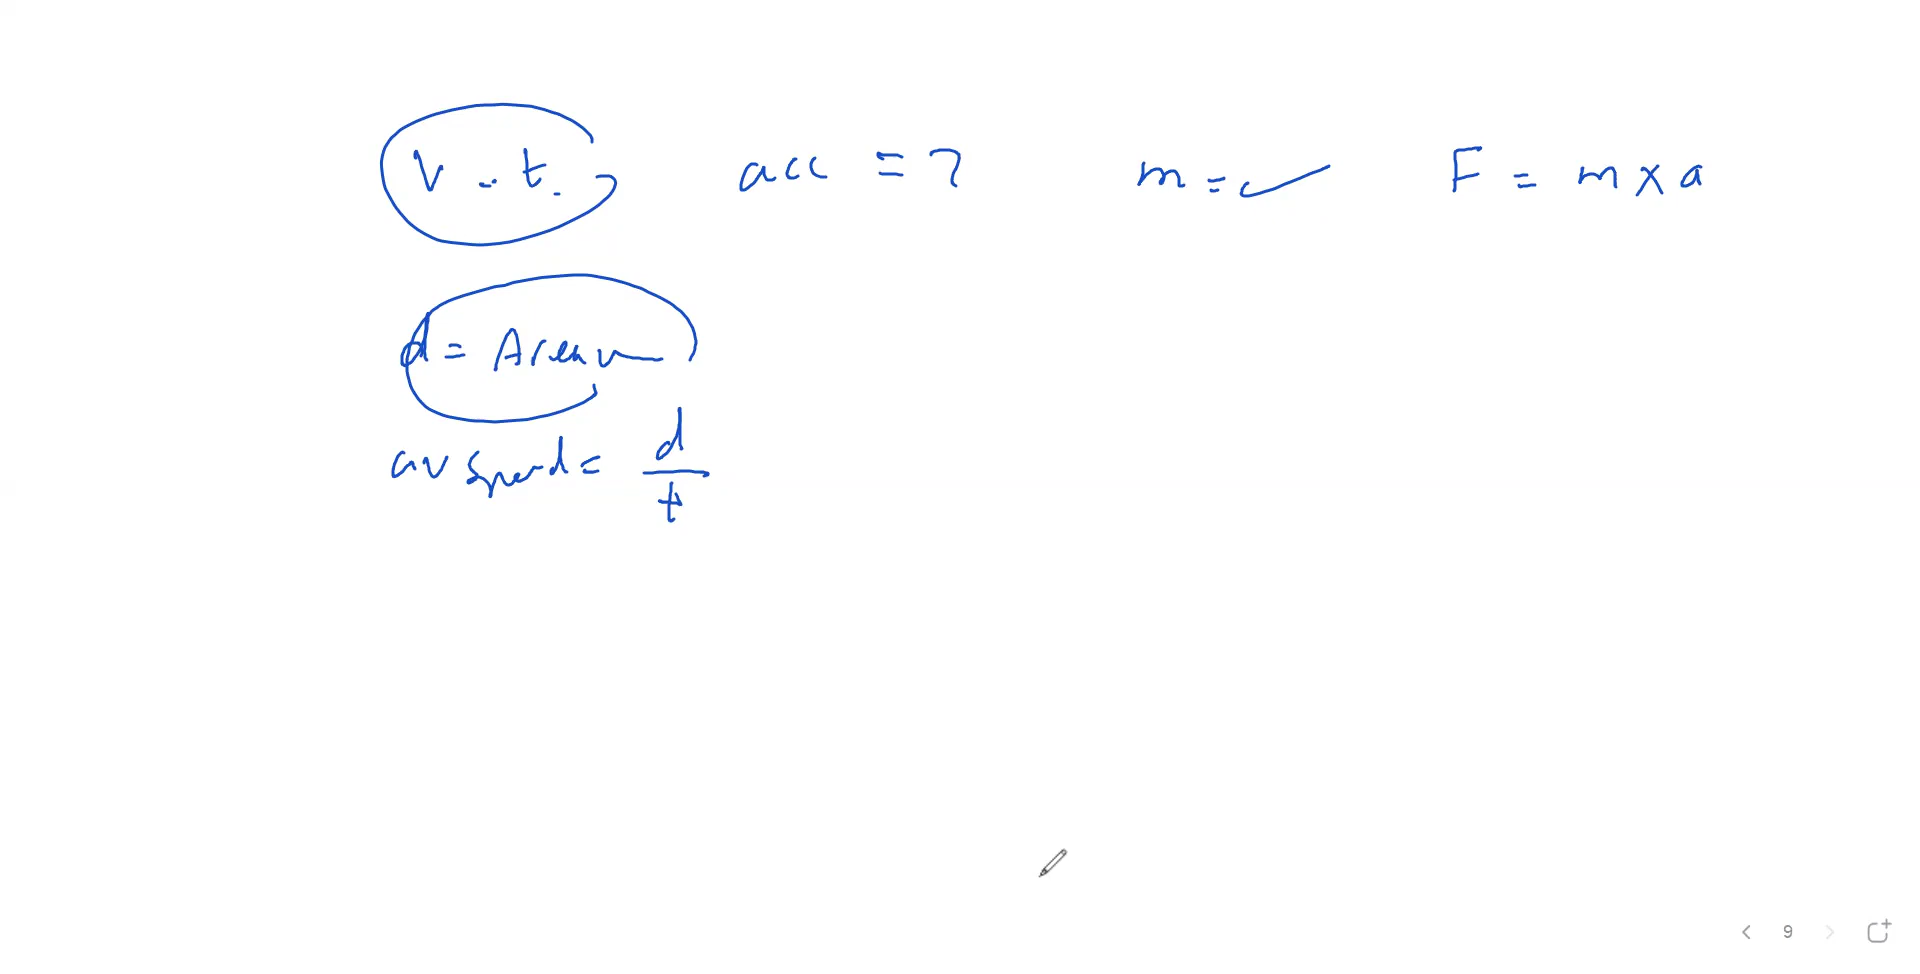 V - t. acc = ? m = ✓ F = m x a
d = Area
av speed = d/t
9